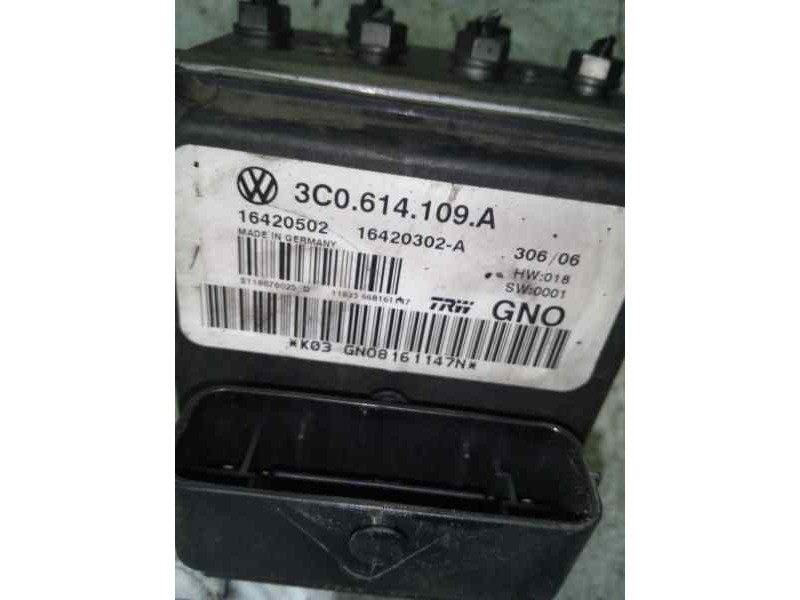 3C0.614.109.A
16420502 16420302-A 306/06
MADE IN GERMANY HW:018
SW:0001
TRW GNO
*K03 GN08161147N*